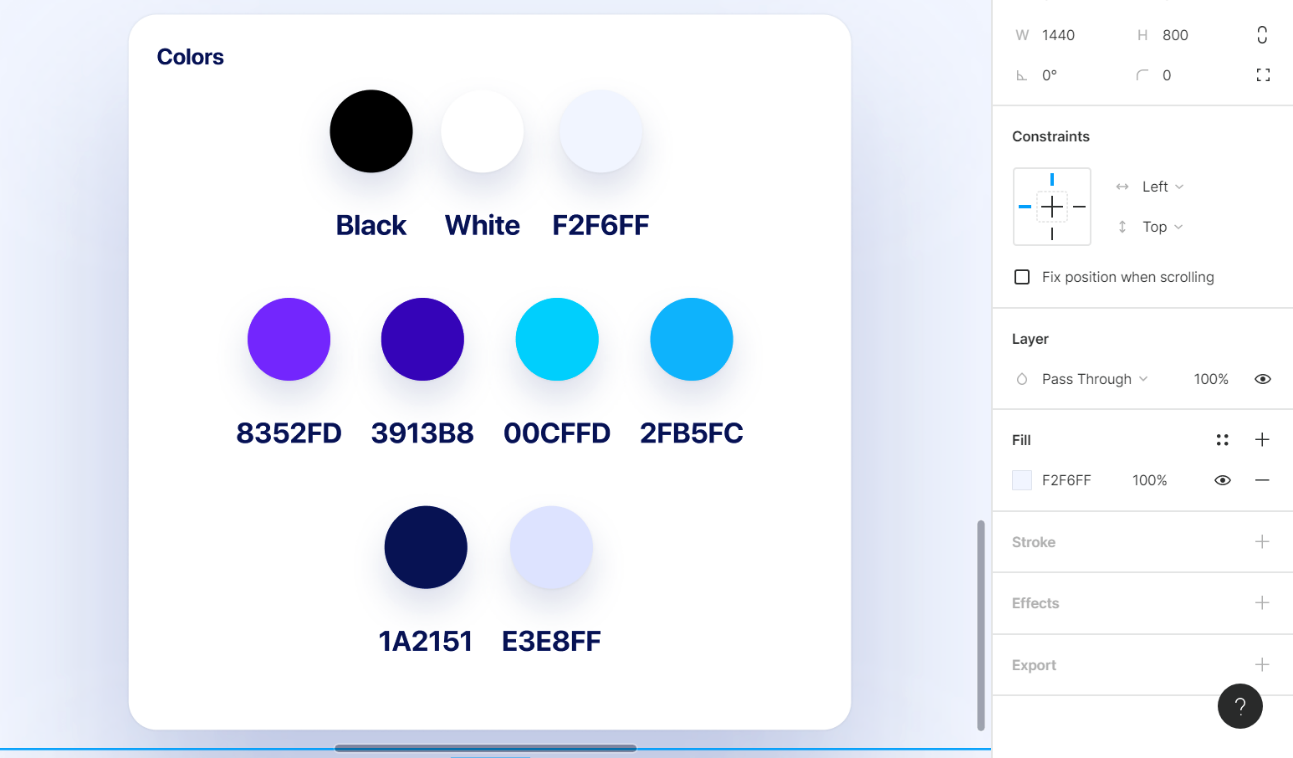 Colors
Black White F2F6FF
8352FD 3913B8 00CFFD 2FB5FC
1A2151 E3E8FF
W 1440 H 800
0° 0
Constraints
Left
Top
Fix position when scrolling
Layer
Pass Through 100%
Fill
F2F6FF 100%
Stroke
Effects
Export
?